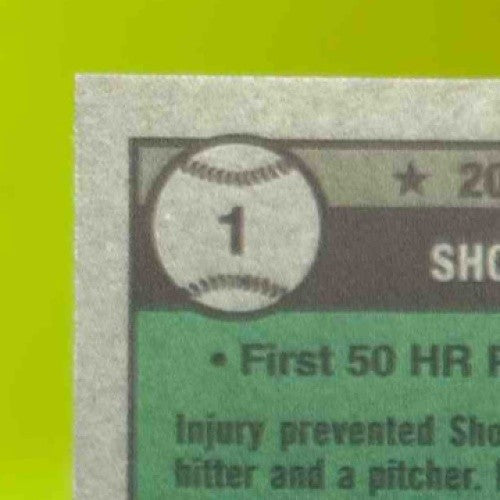 1
★ 20
SHO
• First 50 HR
Injury prevented Sho
hitter and a pitcher.